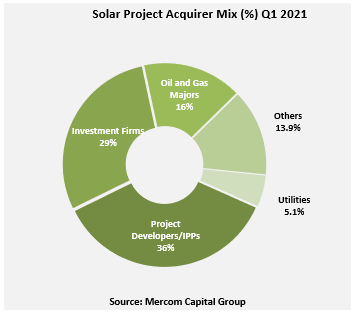 Solar Project Acquirer Mix (%) Q1 2021
Oil and Gas
Majors
16%
Others
13.9%
Investment Firms
29%
Utilities
5.1%
Project
Developers/IPPs
36%
Source: Mercom Capital Group